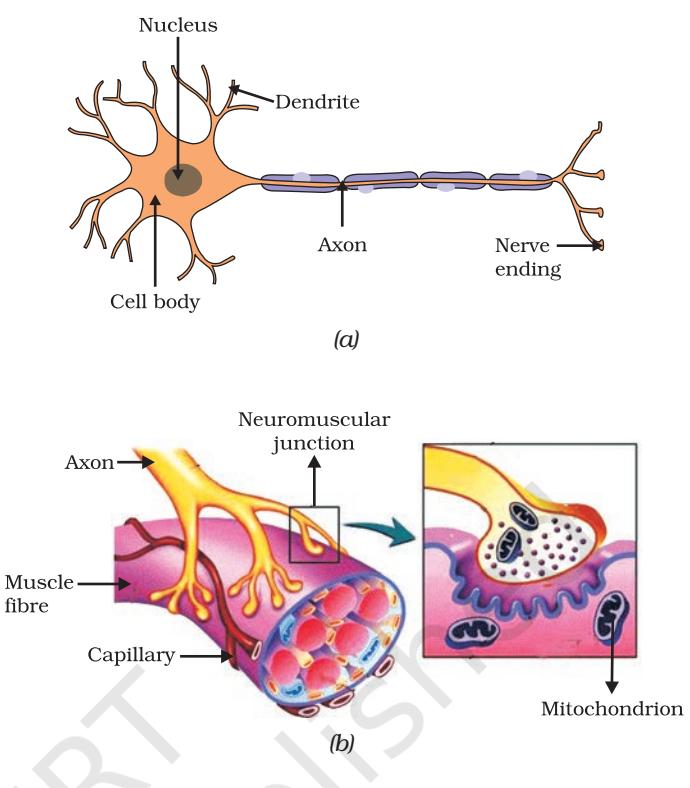 Nucleus
Dendrite
Axon
Nerve
ending
Cell body
(a)
Neuromuscular
junction
Axon
Muscle
fibre
Capillary
Mitochondrion
(b)